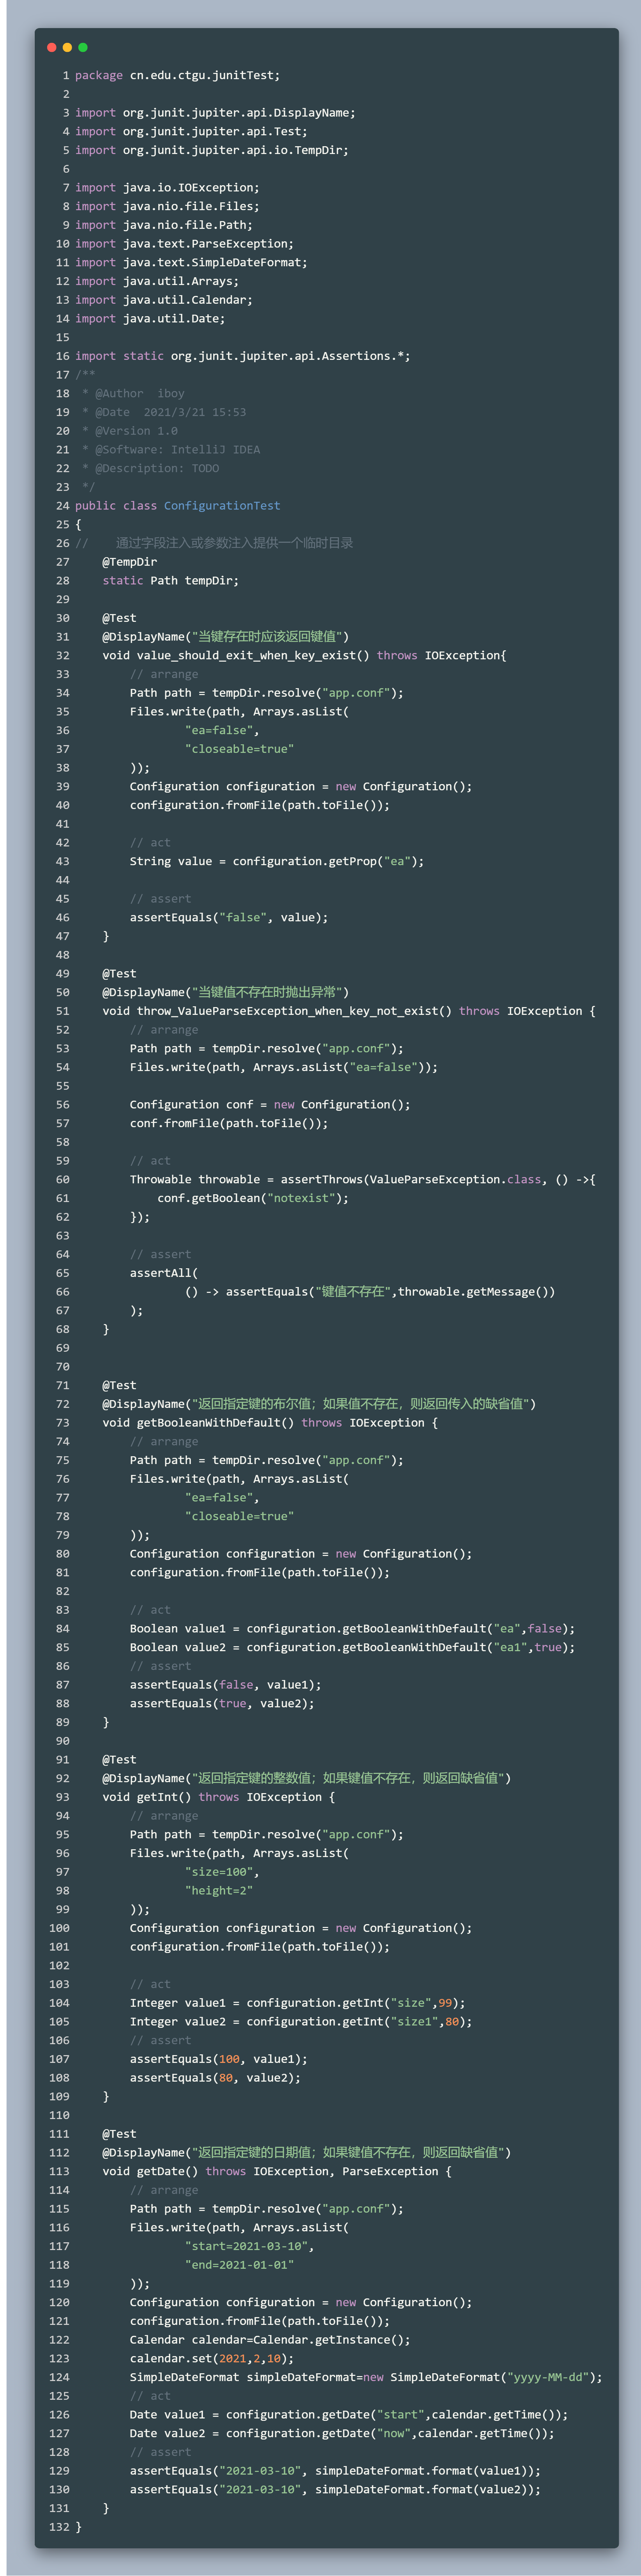 1 package cn.edu.ctgu.junitTest;
2
3 import org.junit.jupiter.api.DisplayName;
4 import org.junit.jupiter.api.Test;
5 import org.junit.jupiter.api.io.TempDir;
6
7 import java.io.IOException;
8 import java.nio.file.Files;
9 import java.nio.file.Path;
10 import java.text.ParseException;
11 import java.text.SimpleDateFormat;
12 import java.util.Arrays;
13 import java.util.Calendar;
14 import java.util.Date;
15
16 import static org.junit.jupiter.api.Assertions.*;
17 /**
18  * @Author  iboy
19  * @Date  2021/3/21 15:53
20  * @Version 1.0
21  * @Software: IntelliJ IDEA
22  * @Description: TODO
23  */
24 public class ConfigurationTest
25 {
26 //    通过字段注入或参数注入提供一个临时目录
27     @TempDir
28     static Path tempDir;
29
30     @Test
31     @DisplayName("当键存在时应该返回键值")
32     void value_should_exit_when_key_exist() throws IOException{
33         // arrange
34         Path path = tempDir.resolve("app.conf");
35         Files.write(path, Arrays.asList(
36                 "ea=false",
37                 "closeable=true"
38         ));
39         Configuration configuration = new Configuration();
40         configuration.fromFile(path.toFile());
41
42         // act
43         String value = configuration.getProp("ea");
44
45         // assert
46         assertEquals("false", value);
47     }
48
49     @Test
50     @DisplayName("当键值不存在时抛出异常")
51     void throw_ValueParseException_when_key_not_exist() throws IOException {
52         // arrange
53         Path path = tempDir.resolve("app.conf");
54         Files.write(path, Arrays.asList("ea=false"));
55
56         Configuration conf = new Configuration();
57         conf.fromFile(path.toFile());
58
59         // act
60         Throwable throwable = assertThrows(ValueParseException.class, () ->{
61             conf.getBoolean("notexist");
62         });
63
64         // assert
65         assertAll(
66                 () -> assertEquals("键值不存在",throwable.getMessage())
67         );
68     }
69
70
71     @Test
72     @DisplayName("返回指定键的布尔值；如果值不存在，则返回传入的缺省值")
73     void getBooleanWithDefault() throws IOException {
74         // arrange
75         Path path = tempDir.resolve("app.conf");
76         Files.write(path, Arrays.asList(
77                 "ea=false",
78                 "closeable=true"
79         ));
80         Configuration configuration = new Configuration();
81         configuration.fromFile(path.toFile());
82
83         // act
84         Boolean value1 = configuration.getBooleanWithDefault("ea",false);
85         Boolean value2 = configuration.getBooleanWithDefault("ea1",true);
86         // assert
87         assertEquals(false, value1);
88         assertEquals(true, value2);
89     }
90
91     @Test
92     @DisplayName("返回指定键的整数值；如果键值不存在，则返回缺省值")
93     void getInt() throws IOException {
94         // arrange
95         Path path = tempDir.resolve("app.conf");
96         Files.write(path, Arrays.asList(
97                 "size=100",
98                 "height=2"
99         ));
100         Configuration configuration = new Configuration();
101         configuration.fromFile(path.toFile());
102
103         // act
104         Integer value1 = configuration.getInt("size",99);
105         Integer value2 = configuration.getInt("size1",80);
106         // assert
107         assertEquals(100, value1);
108         assertEquals(80, value2);
109     }
110
111     @Test
112     @DisplayName("返回指定键的日期值；如果键值不存在，则返回缺省值")
113     void getDate() throws IOException, ParseException {
114         // arrange
115         Path path = tempDir.resolve("app.conf");
116         Files.write(path, Arrays.asList(
117                 "start=2021-03-10",
118                 "end=2021-01-01"
119         ));
120         Configuration configuration = new Configuration();
121         configuration.fromFile(path.toFile());
122         Calendar calendar=Calendar.getInstance();
123         calendar.set(2021,2,10);
124         SimpleDateFormat simpleDateFormat=new SimpleDateFormat("yyyy-MM-dd");
125         // act
126         Date value1 = configuration.getDate("start",calendar.getTime());
127         Date value2 = configuration.getDate("now",calendar.getTime());
128         // assert
129         assertEquals("2021-03-10", simpleDateFormat.format(value1));
130         assertEquals("2021-03-10", simpleDateFormat.format(value2));
131     }
132 }